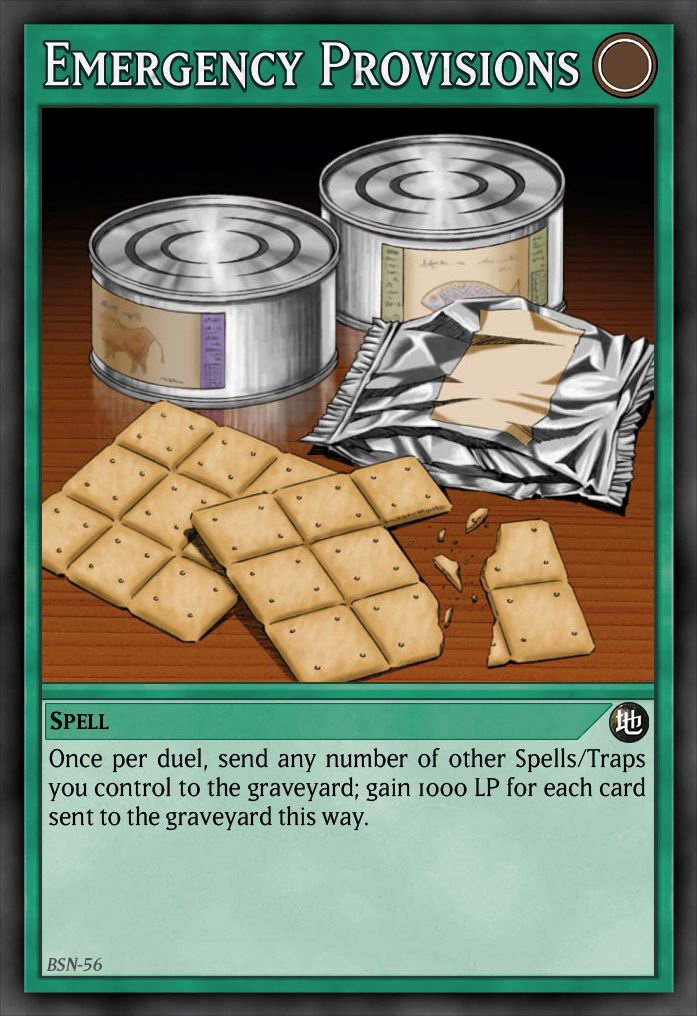 EMERGENCY PROVISIONS
SPELL
Once per duel, send any number of other Spells/Traps
you control to the graveyard; gain 1000 LP for each card
sent to the graveyard this way.
BSN-56